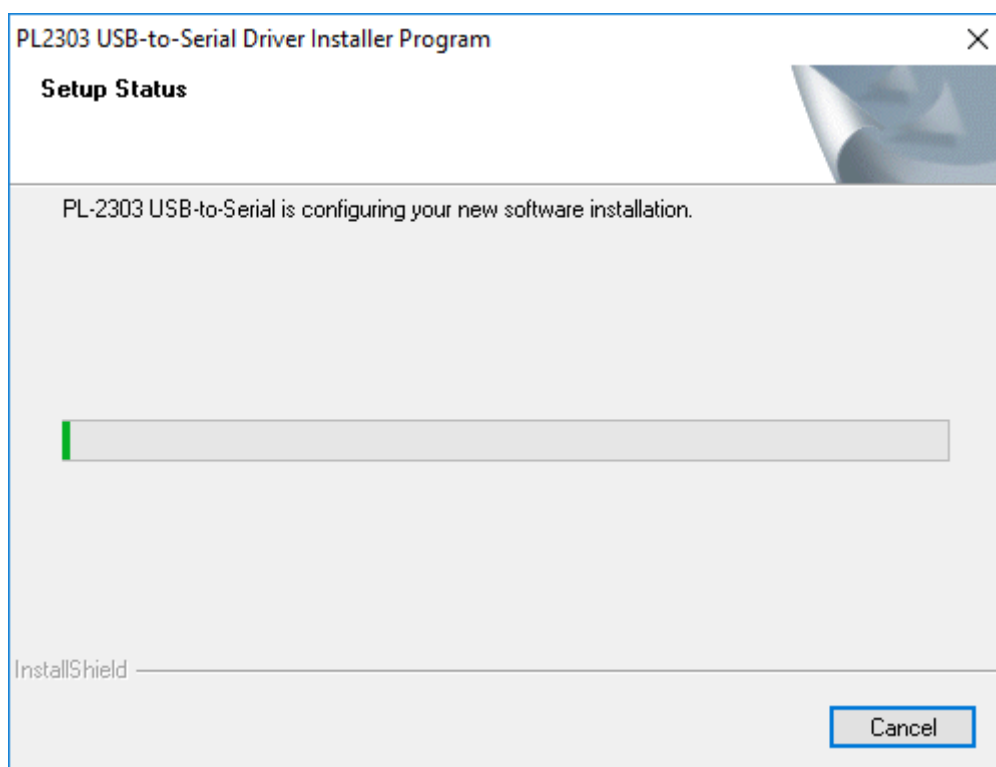 PL2303 USB-to-Serial Driver Installer Program
Setup Status
PL-2303 USB-to-Serial is configuring your new software installation.
InstallShield
Cancel